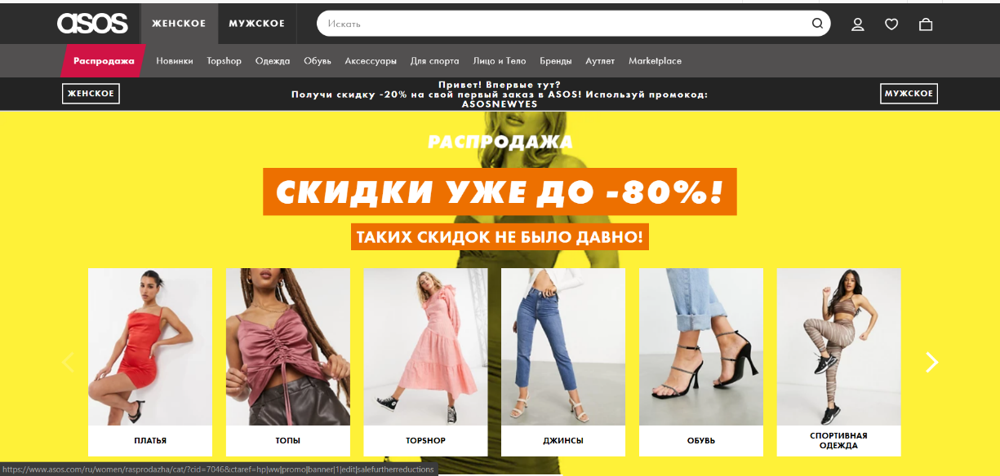 asos
ЖЕНСКОЕ
МУЖСКОЕ
Искать
Распродажа
Новинки
Topshop
Одежда
Обувь
Аксессуары
Для спорта
Лицо и Тело
Бренды
Аутлет
Marketplace
ЖЕНСКОЕ
Привет! Впервые тут?
Получи скидку -20% на свой первый заказ в ASOS! Используй промокод:
ASOSNEWYES
МУЖСКОЕ
РАСПРОДАЖА
СКИДКИ УЖЕ ДО -80%!
ТАКИХ СКИДОК НЕ БЫЛО ДАВНО!
ПЛАТЬЯ
ТОПЫ
TOPSHOP
ДЖИНСЫ
ОБУВЬ
СПОРТИВНАЯ
ОДЕЖДА
https://www.asos.com/ru/women/rasprodazha/cat/?cid=7046&ctaref=hp|ww|promo|banner|1|edit|salefurtherreductions